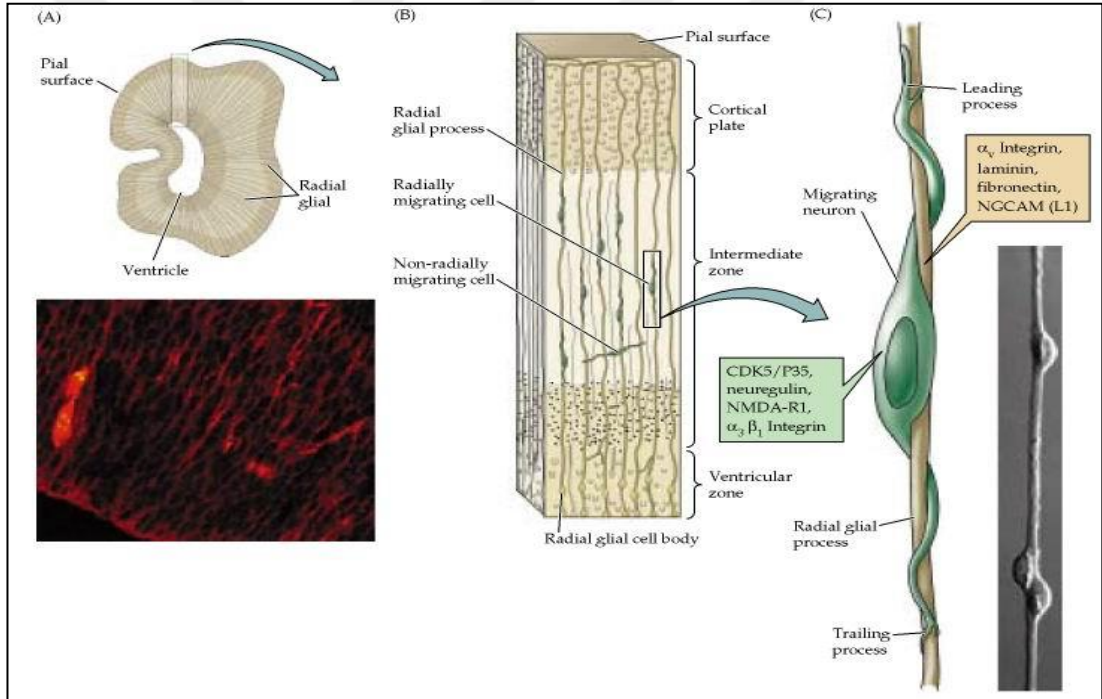 (A)
Pial
surface
Radial
glial
Ventricle
(B)
Pial surface
Radial
glial process
Radially
migrating cell
Non-radially
migrating cell
Cortical
plate
Intermediate
zone
Ventricular
zone
Radial glial cell body
(C)
Leading
process
αv Integrin,
laminin,
fibronectin,
NGCAM (L1)
Migrating
neuron
CDK5/P35,
neuregulin,
NMDA-R1,
α3 β1 Integrin
Radial glial
process
Trailing
process